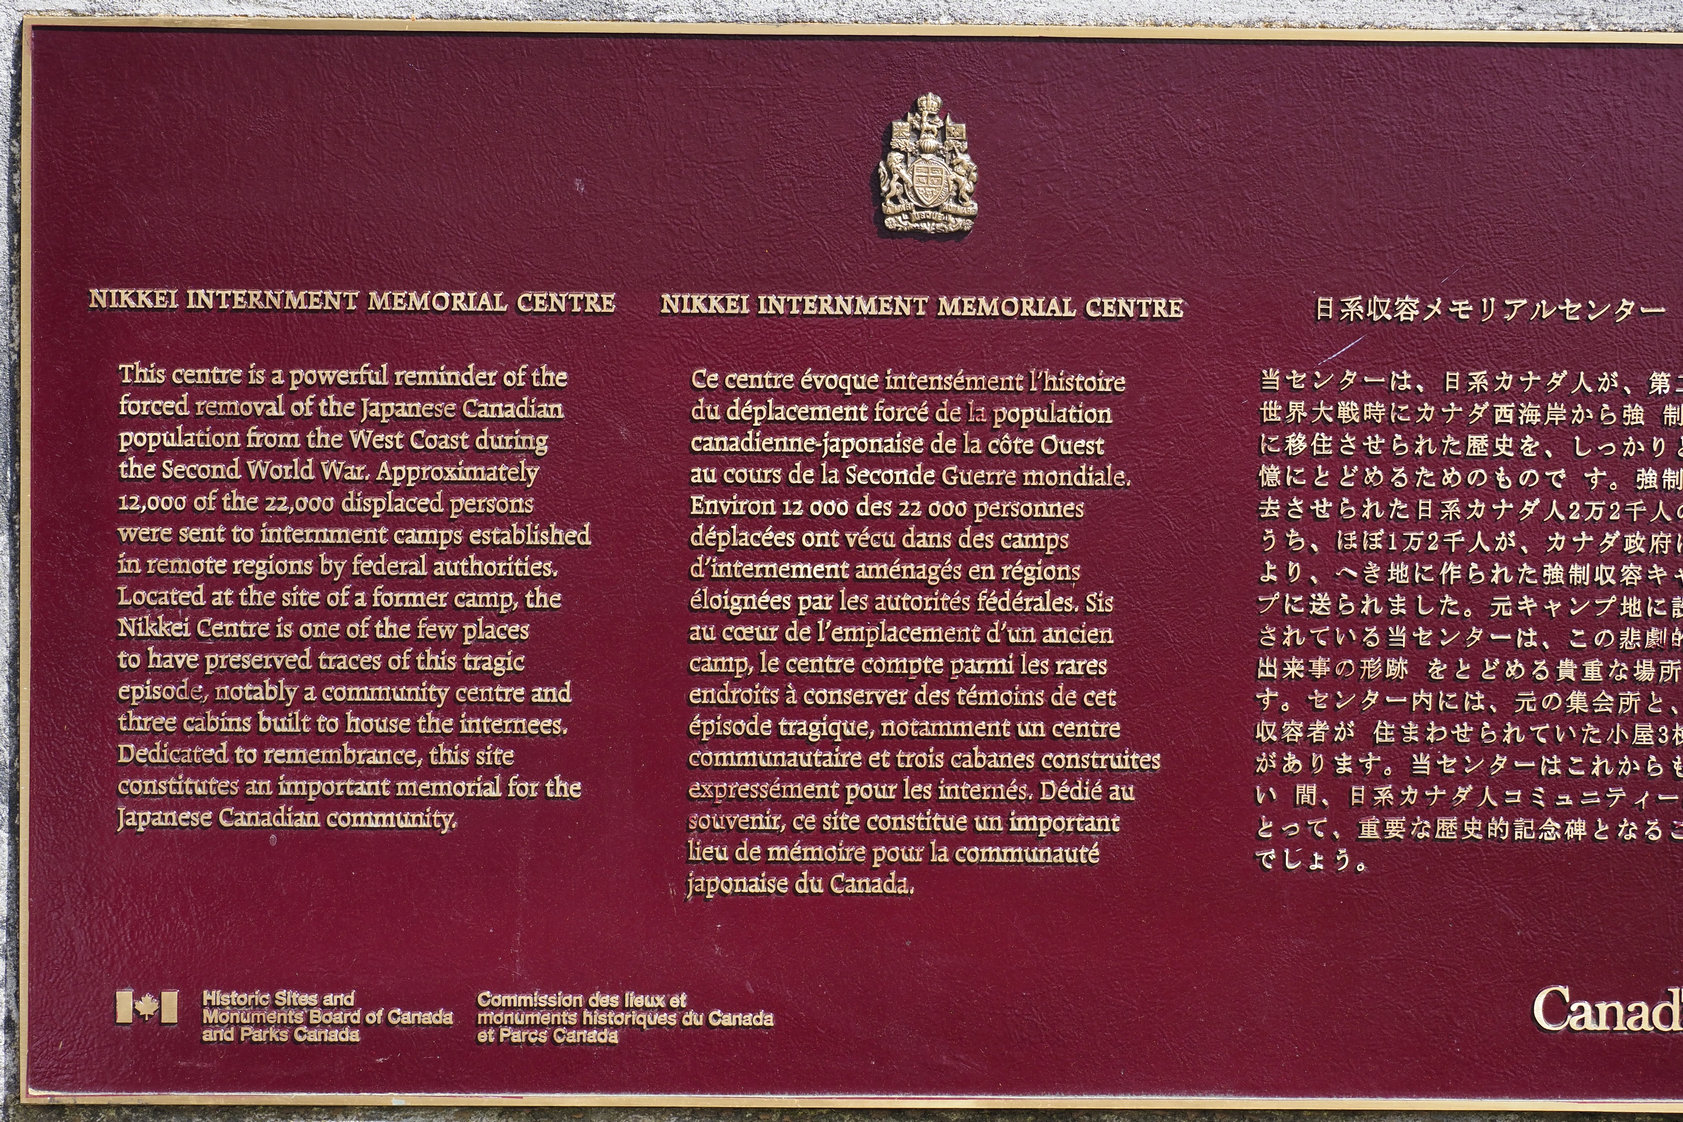 NIKKEI INTERNMENT MEMORIAL CENTRE
This centre is a powerful reminder of the
forced removal of the Japanese Canadian
population from the West Coast during
the Second World War. Approximately
12,000 of the 22,000 displaced persons
were sent to internment camps established
in remote regions by federal authorities.
Located at the site of a former camp, the
Nikkei Centre is one of the few places
to have preserved traces of this tragic
episode, notably a community centre and
three cabins built to house the internees.
Dedicated to remembrance, this site
constitutes an important memorial for the
Japanese Canadian community.
NIKKEI INTERNMENT MEMORIAL CENTRE
Ce centre évoque intensément l'histoire
du déplacement forcé de la population
canadienne-japonaise de la côte Ouest
au cours de la Seconde Guerre mondiale.
Environ 12 000 des 22 000 personnes
déplacées ont vécu dans des camps
d'internement aménagés en régions
éloignées par les autorités fédérales. Sis
au cœur de l'emplacement d'un ancien
camp, le centre compte parmi les rares
endroits à conserver des témoins de cet
épisode tragique, notamment un centre
communautaire et trois cabanes construites
expressément pour les internés. Dédié au
souvenir, ce site constitue un important
lieu de mémoire pour la communauté
japonaise du Canada.
日系収容メモリアルセンター
当センターは、日系カナダ人が、第
世界大戦時にカナダ西海岸から強 制
に移住させられた歴史を、しっかり
憶にとどめるためのもので す。強制
去させられた日系カナダ人2万2千人
うち、ほぼ1万2千人が、カナダ政府
より、へき地に作られた強制収容キ
プに送られました。元キャンプ地に
されている当センターは、この悲劇的
出来事の形跡 をとどめる貴重な場所
す。センター内には、元の集会所と、
収容者が 住まわせられていた小屋3
があります。当センターはこれからも
い 間、日系カナダ人コミュニティー
とって、重要な歴史的記念碑となるこ
でしょう。
Historic Sites and
Monuments Board of Canada
and Parks Canada
Commission des lieux et
monuments historiques du Canada
et Parcs Canada
Canad